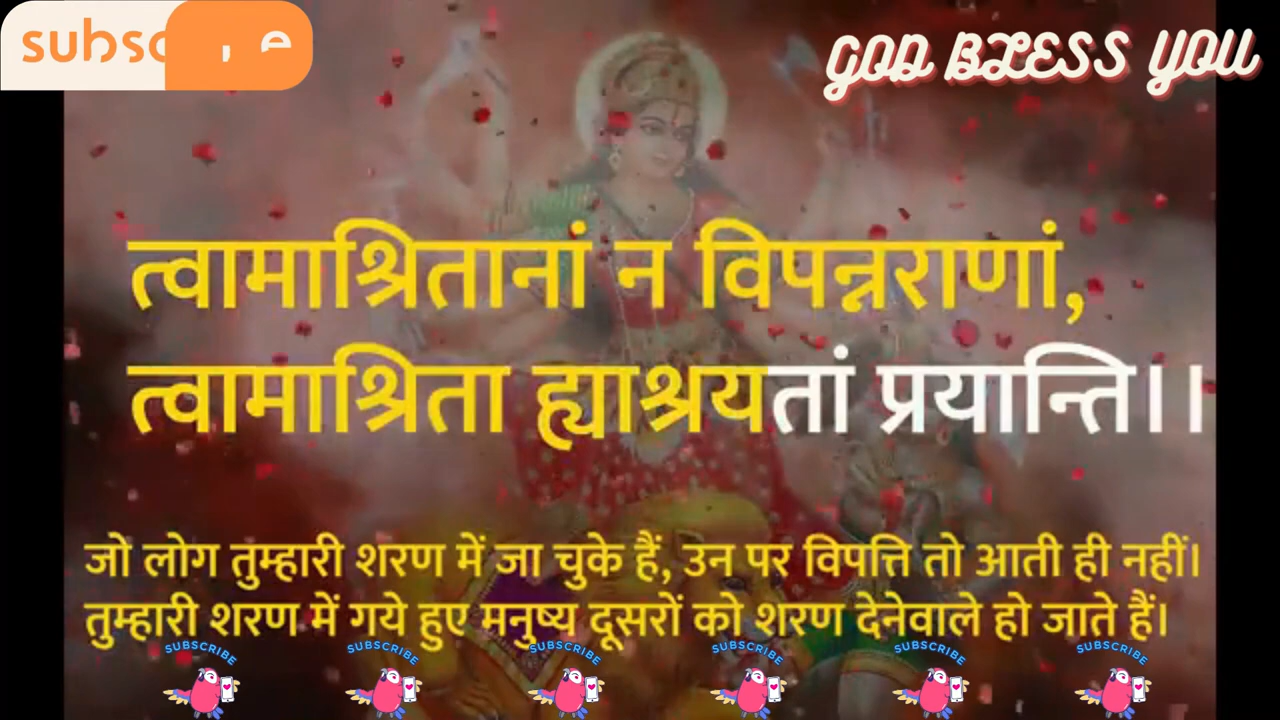 GOD BLESS YOU
त्वामाश्रितानां न विपन्नराणां,
त्वामाश्रिता ह्याश्रयतां प्रयान्ति।।
जो लोग तुम्हारी शरण में जा चुके हैं, उन पर विपत्ति तो आती ही नहीं।
तुम्हारी शरण में गये हुए मनुष्य दूसरों को शरण देनेवाले हो जाते हैं।
SUBSCRIBE SUBSCRIBE SUBSCRIBE SUBSCRIBE SUBSCRIBE SUBSCRIBE